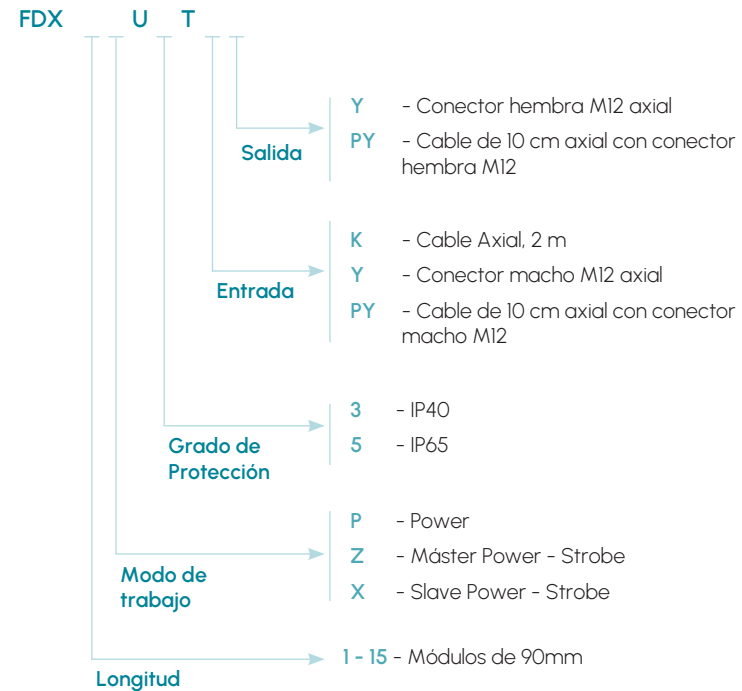 FDX U T
Y - Conector hembra M12 axial
PY - Cable de 10 cm axial con conector
hembra M12
Salida
K - Cable Axial, 2 m
Y - Conector macho M12 axial
PY - Cable de 10 cm axial con conector
macho M12
Entrada
3 - IP40
5 - IP65
Grado de
Protección
P - Power
Z - Máster Power - Strobe
X - Slave Power - Strobe
Modo de
trabajo
1 - 15 - Módulos de 90mm
Longitud